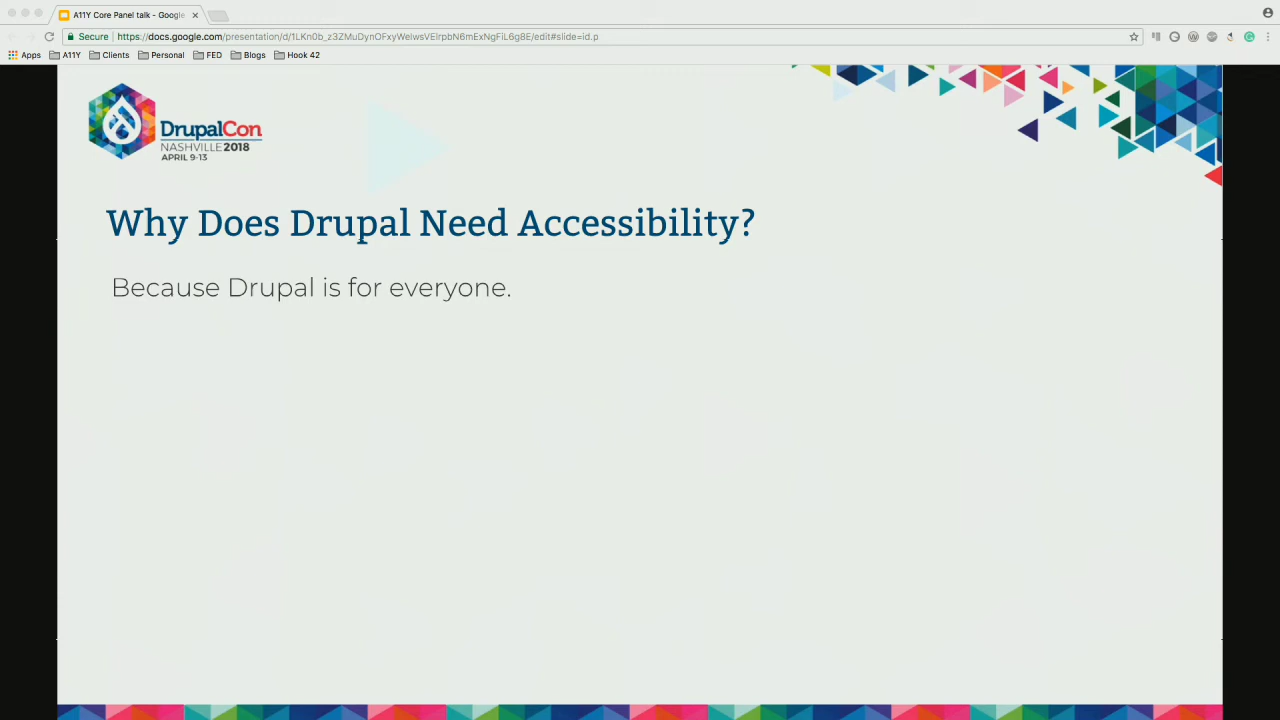 A11Y Core Panel talk - Google
Secure
https://docs.google.com/presentation/d/1LKn0b_z3ZMuDynOFxyWelwsVElrpbN6mExNgFiL6g8E/edit#slide=id.p
Apps A11Y Clients Personal FED Blogs Hook 42
DrupalCon
NASHVILLE 2018
APRIL 9-13
Why Does Drupal Need Accessibility?
Because Drupal is for everyone.